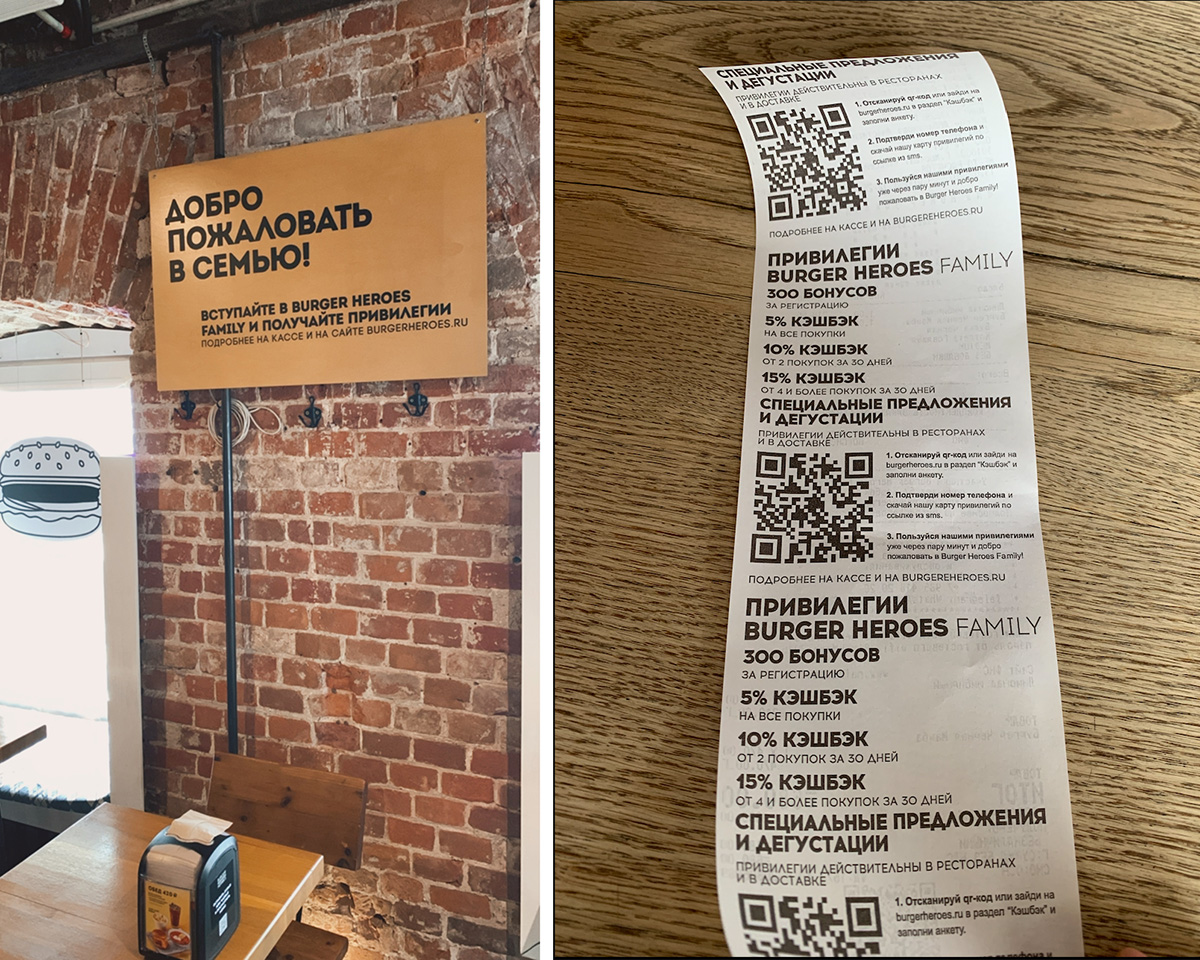 ДОБРО
ПОЖАЛОВАТЬ
В СЕМЬЮ!
ВСТУПАЙТЕ В BURGER HEROES
FAMILY И ПОЛУЧАЙТЕ ПРИВИЛЕГИИ
ПОДРОБНЕЕ НА КАССЕ И НА САЙТЕ BURGERHEROES.RU
СПЕЦИАЛЬНЫЕ ПРЕДЛОЖЕНИЯ
И ДЕГУСТАЦИИ
ПРИВИЛЕГИИ ДЕЙСТВИТЕЛЬНЫ В РЕСТОРАНАХ
И В ДОСТАВКЕ
1. Отсканируй qr-код или зайди на
burgerheroes.ru в раздел "Кэшбэк" и
заполни анкету.
2. Подтверди номер телефона и
скачай нашу карту привилегий по
ссылке из sms.
3. Пользуйся нашими привилегиями
уже через пару минут и добро
пожаловать в Burger Heroes Family!
ПОДРОБНЕЕ НА КАССЕ И НА BURGEREHEROES.RU
ПРИВИЛЕГИИ
BURGER HEROES FAMILY
300 БОНУСОВ
ЗА РЕГИСТРАЦИЮ
5% КЭШБЭК
НА ВСЕ ПОКУПКИ
10% КЭШБЭК
ОТ 2 ПОКУПОК ЗА 30 ДНЕЙ
15% КЭШБЭК
ОТ 4 И БОЛЕЕ ПОКУПОК ЗА 30 ДНЕЙ
СПЕЦИАЛЬНЫЕ ПРЕДЛОЖЕНИЯ
И ДЕГУСТАЦИИ
ПРИВИЛЕГИИ ДЕЙСТВИТЕЛЬНЫ В РЕСТОРАНАХ
И В ДОСТАВКЕ
1. Отсканируй qr-код или зайди на
burgerheroes.ru в раздел "Кэшбэк" и
заполни анкету.
2. Подтверди номер телефона и
скачай нашу карту привилегий по
ссылке из sms.
3. Пользуйся нашими привилегиями
уже через пару минут и добро
пожаловать в Burger Heroes Family!
ПОДРОБНЕЕ НА КАССЕ И НА BURGEREHEROES.RU
ПРИВИЛЕГИИ
BURGER HEROES FAMILY
300 БОНУСОВ
ЗА РЕГИСТРАЦИЮ
5% КЭШБЭК
НА ВСЕ ПОКУПКИ
10% КЭШБЭК
ОТ 2 ПОКУПОК ЗА 30 ДНЕЙ
15% КЭШБЭК
ОТ 4 И БОЛЕЕ ПОКУПОК ЗА 30 ДНЕЙ
СПЕЦИАЛЬНЫЕ ПРЕДЛОЖЕНИЯ
И ДЕГУСТАЦИИ
ПРИВИЛЕГИИ ДЕЙСТВИТЕЛЬНЫ В РЕСТОРАНАХ
И В ДОСТАВКЕ
1. Отсканируй qr-код или зайди на
burgerheroes.ru в раздел "Кэшбэк" и
заполни анкету.